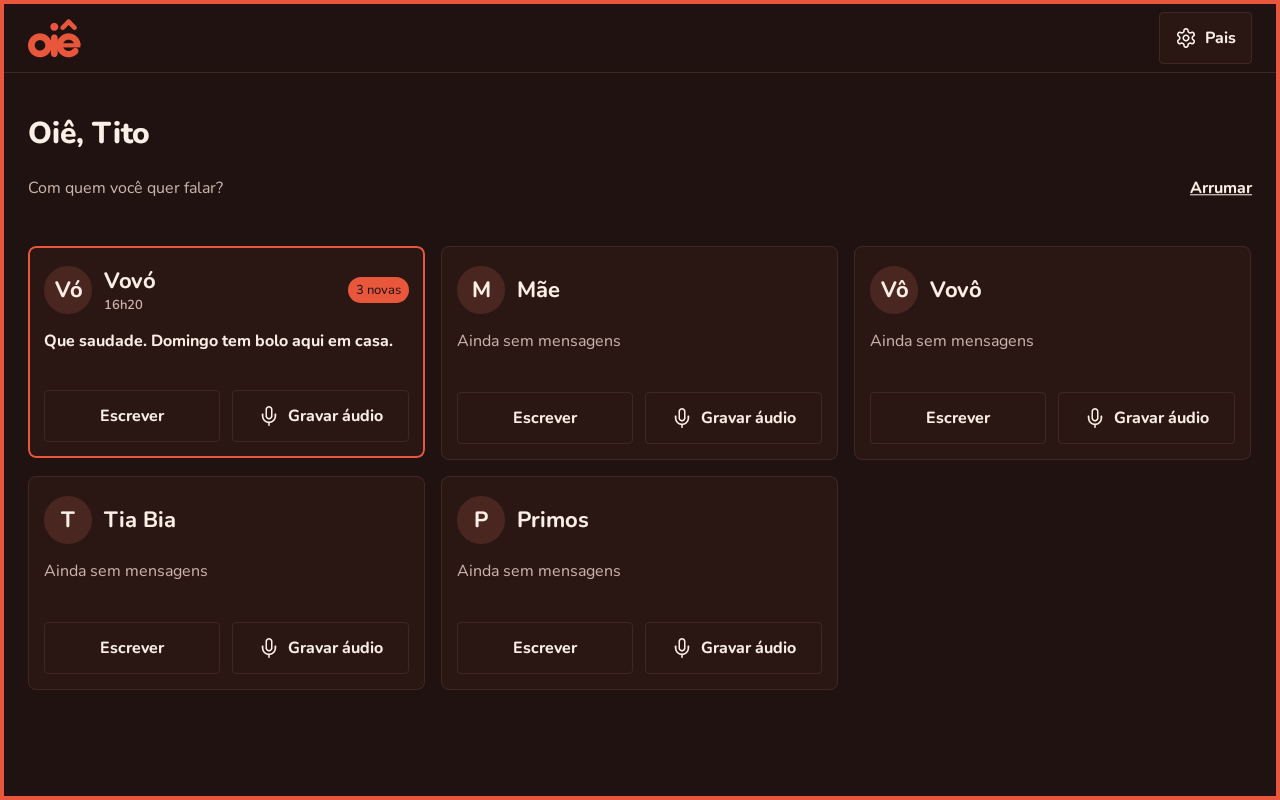 oiê
Pais
Oiê, Tito
Com quem você quer falar?
Arrumar
Vó
Vovó
16h20
3 novas
Que saudade. Domingo tem bolo aqui em casa.
Escrever
Gravar áudio
M
Mãe
Ainda sem mensagens
Escrever
Gravar áudio
Vô
Vovô
Ainda sem mensagens
Escrever
Gravar áudio
T
Tia Bia
Ainda sem mensagens
Escrever
Gravar áudio
P
Primos
Ainda sem mensagens
Escrever
Gravar áudio